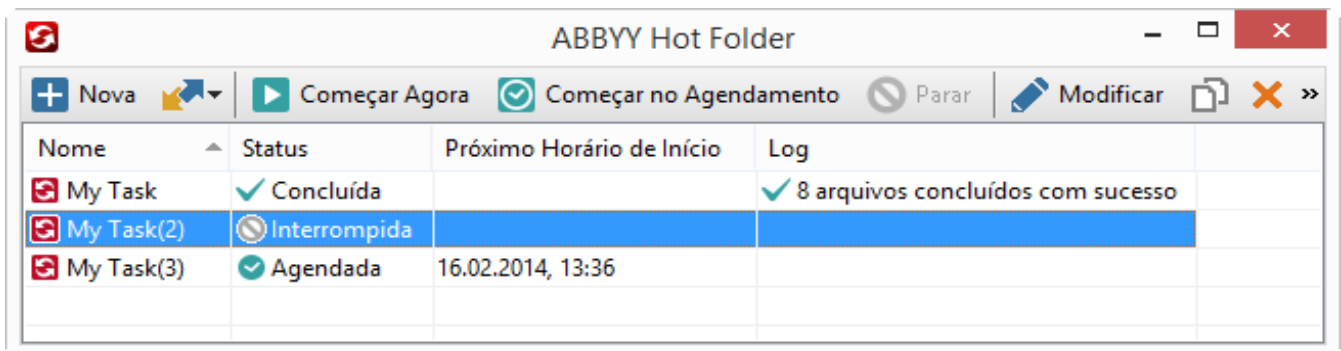 ABBYY Hot Folder
Nova Começar Agora Começar no Agendamento Parar Modificar
Nome Status Próximo Horário de Início Log
My Task Concluída 8 arquivos concluídos com sucesso
My Task(2) Interrompida
My Task(3) Agendada 16.02.2014, 13:36